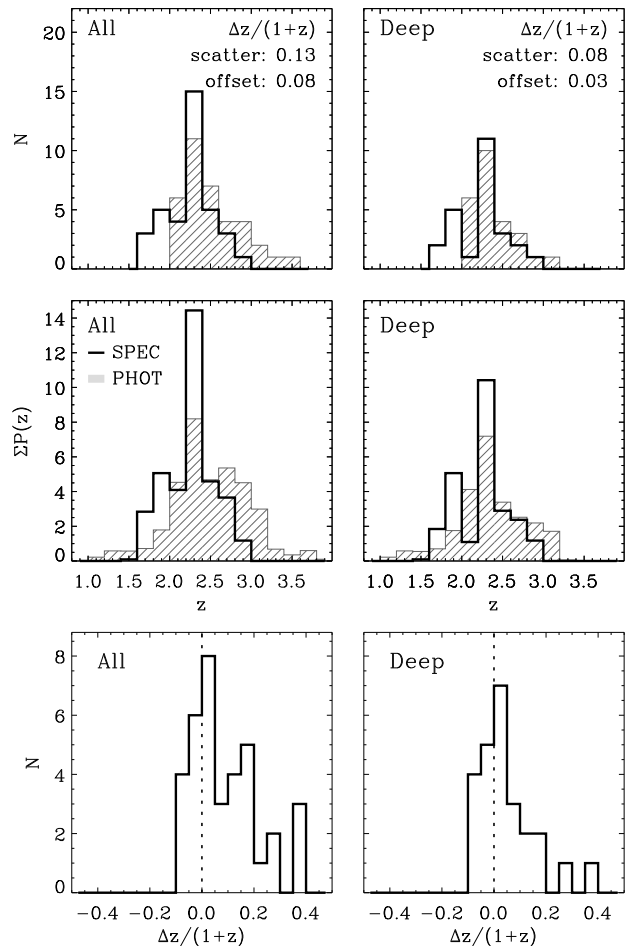 All Δz/(1+z)
scatter: 0.13
offset: 0.08
Deep Δz/(1+z)
scatter: 0.08
offset: 0.03
20
15
10
5
0
N
All
SPEC
PHOT
Deep
14
12
10
8
6
4
2
0
ΣP(z)
1.0 1.5 2.0 2.5 3.0 3.5
z
1.0 1.5 2.0 2.5 3.0 3.5
z
All
Deep
8
6
4
2
0
N
−0.4 −0.2 0.0 0.2 0.4
Δz/(1+z)
−0.4 −0.2 0.0 0.2 0.4
Δz/(1+z)